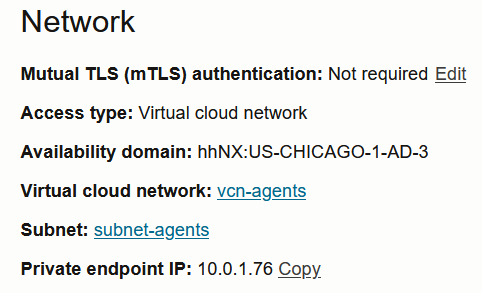 Network
Mutual TLS (mTLS) authentication: Not required Edit
Access type: Virtual cloud network
Availability domain: hhNX:US-CHICAGO-1-AD-3
Virtual cloud network: vcn-agents
Subnet: subnet-agents
Private endpoint IP: 10.0.1.76 Copy